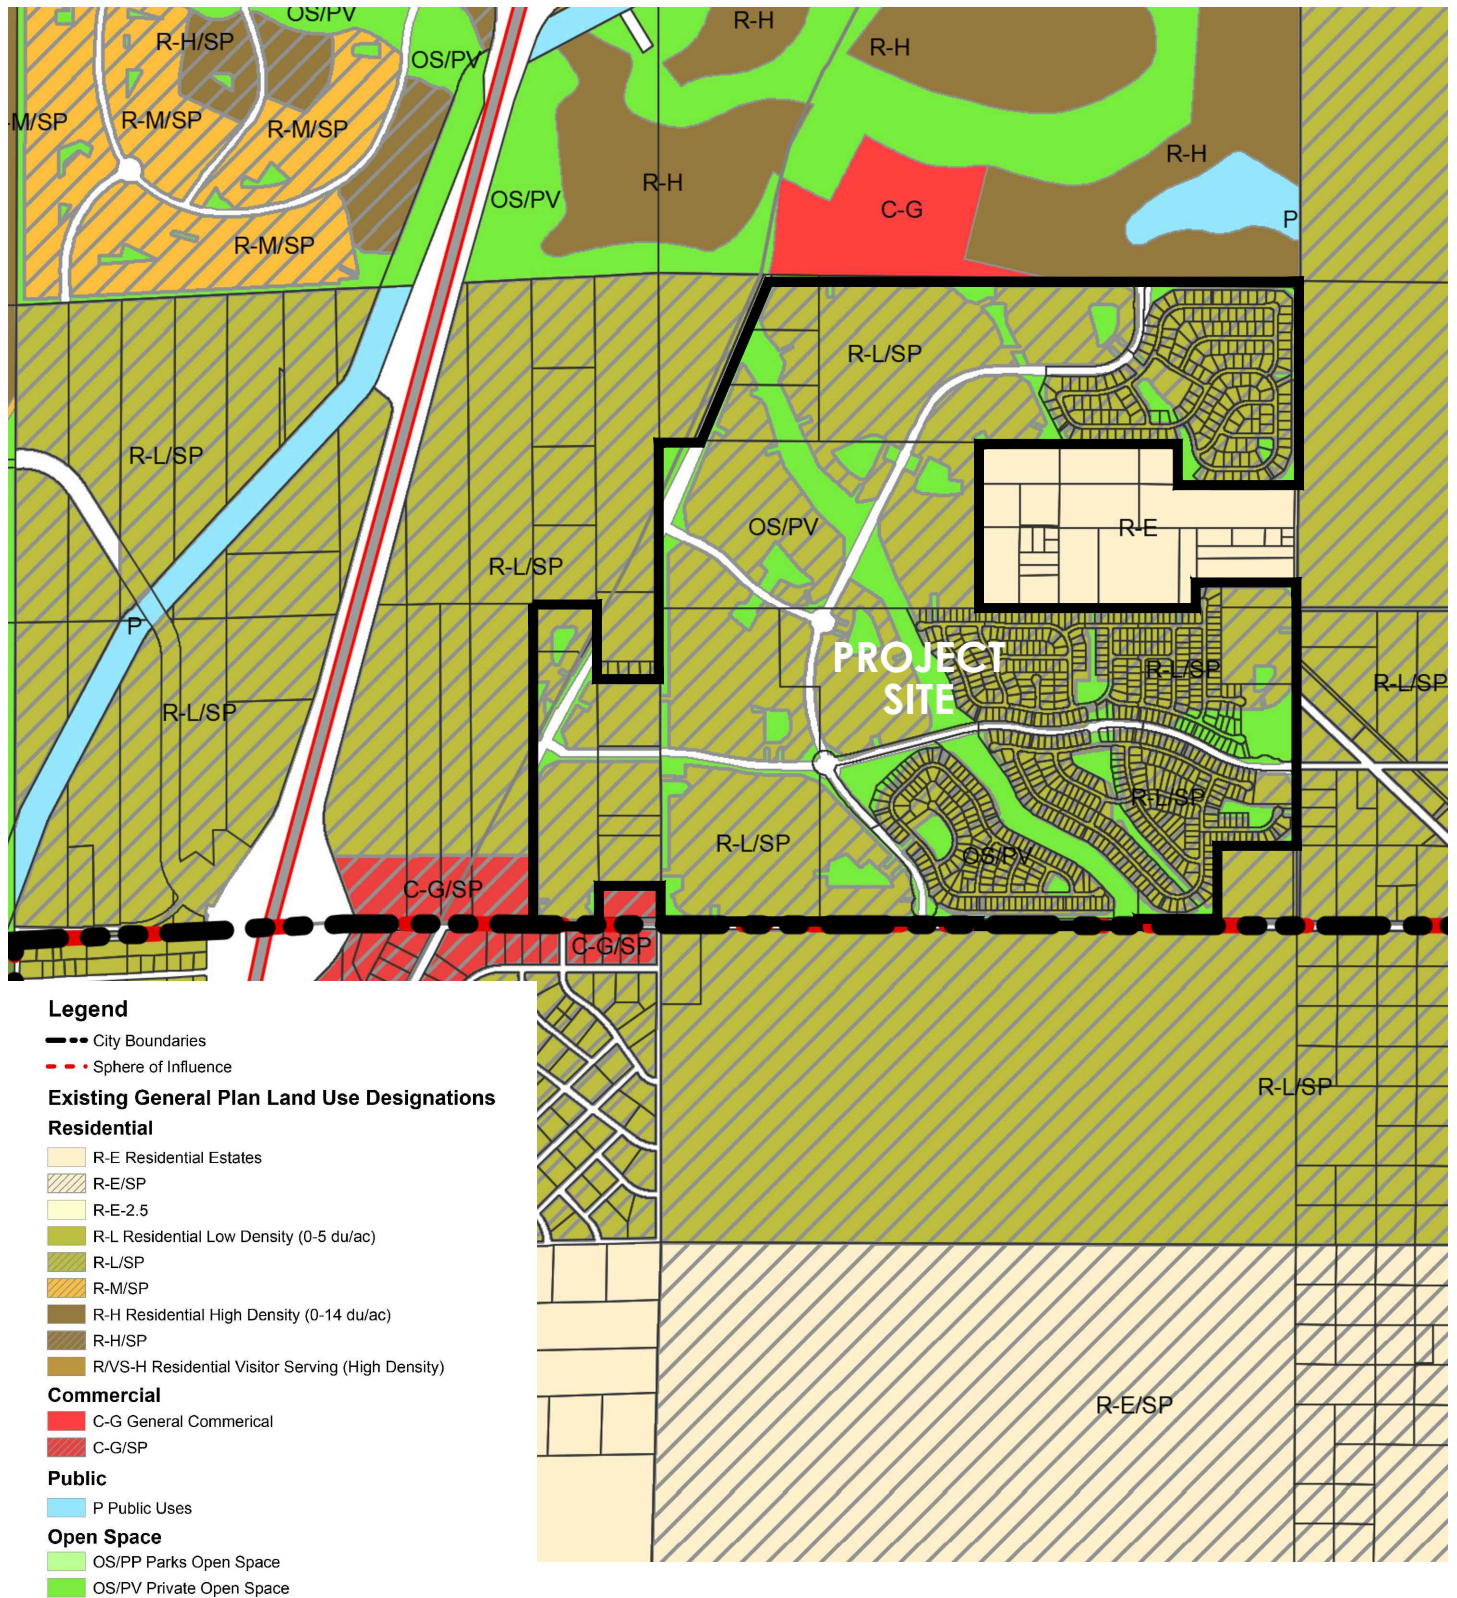 OS/PV
R-H
R-H/SP
R-H
OS/PV
-M/SP
R-M/SP
R-M/SP
R-H
R-H
OS/PV
C-G
P
R-M/SP
R-L/SP
R-L/SP
OS/PV
R-E
R-L/SP
P
PROJECT
SITE
R-L/SP
R-L/SP
R-L/SP
R-L/SP
R-L/SP
OS/PV
C-G/SP
C-G/SP
R-L/SP
R-E/SP
Legend
City Boundaries
Sphere of Influence
Existing General Plan Land Use Designations
Residential
R-E Residential Estates
R-E/SP
R-E-2.5
R-L Residential Low Density (0-5 du/ac)
R-L/SP
R-M/SP
R-H Residential High Density (0-14 du/ac)
R-H/SP
R/VS-H Residential Visitor Serving (High Density)
Commercial
C-G General Commerical
C-G/SP
Public
P Public Uses
Open Space
OS/PP Parks Open Space
OS/PV Private Open Space